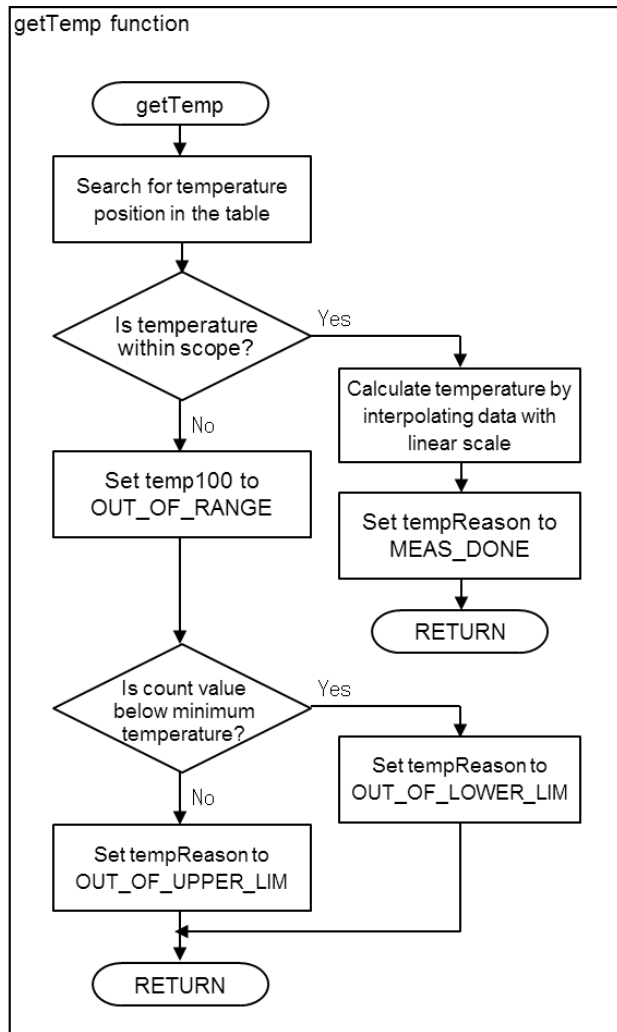 getTemp function
getTemp
Search for temperature
position in the table
Is temperature
within scope?
Yes
Calculate temperature by
interpolating data with
linear scale
No
Set temp100 to
OUT_OF_RANGE
Set tempReason to
MEAS_DONE
RETURN
Is count value
below minimum
temperature?
Yes
Set tempReason to
OUT_OF_LOWER_LIM
No
Set tempReason to
OUT_OF_UPPER_LIM
RETURN